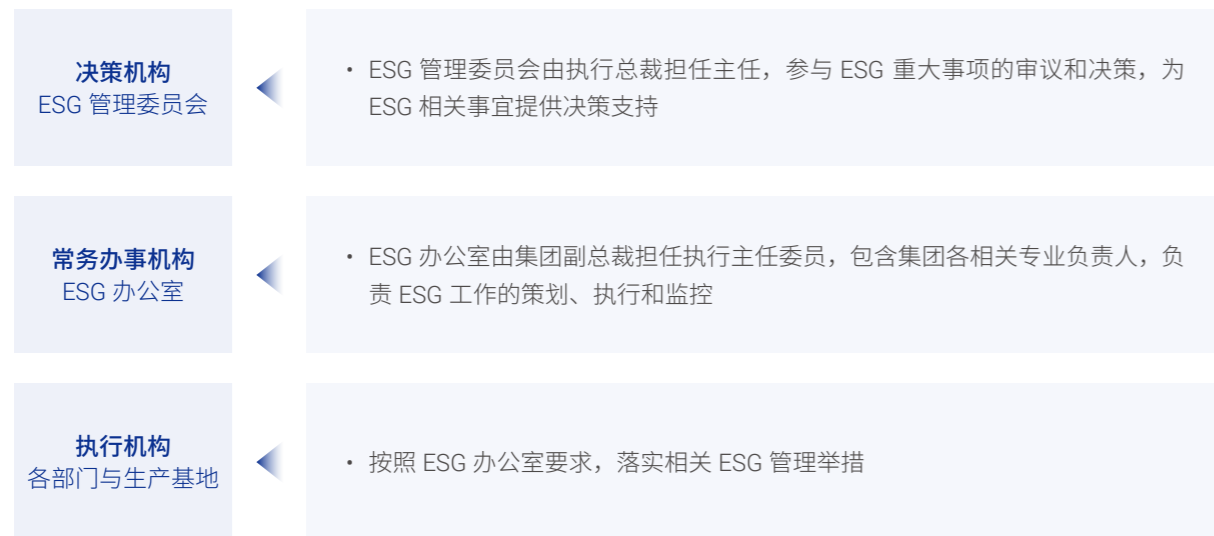 决策机构
ESG 管理委员会
• ESG 管理委员会由执行总裁担任主任，参与 ESG 重大事项的审议和决策，为
ESG 相关事宜提供决策支持
常务办事机构
ESG 办公室
• ESG 办公室由集团副总裁担任执行主任委员，包含集团各相关专业负责人，负
责 ESG 工作的策划、执行和监控
执行机构
各部门与生产基地
• 按照 ESG 办公室要求，落实相关 ESG 管理举措